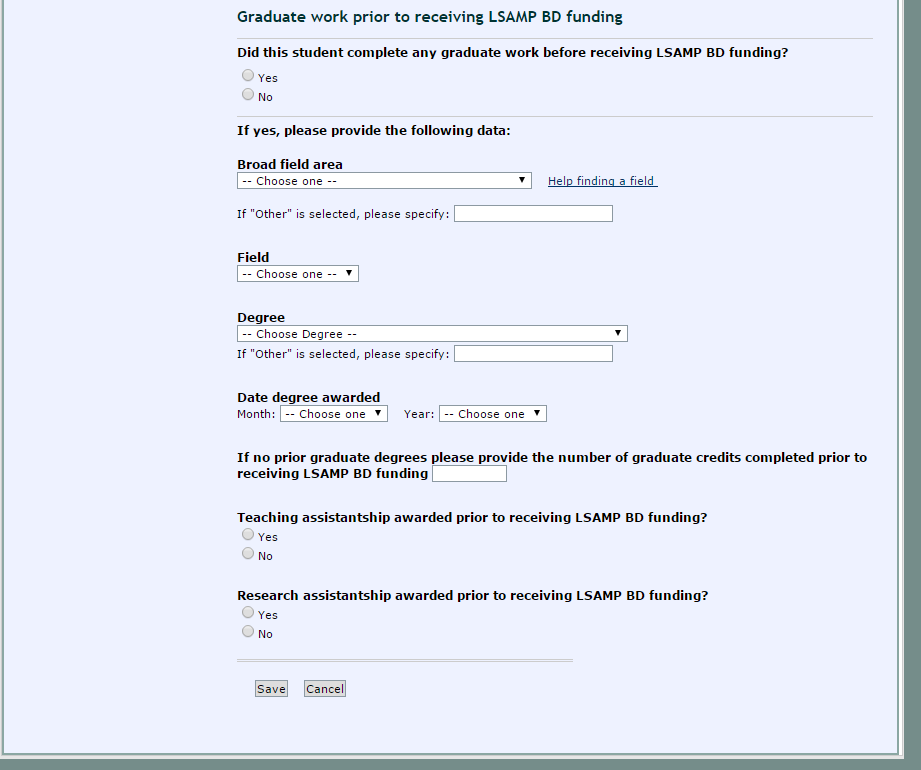 Graduate work prior to receiving LSAMP BD funding
Did this student complete any graduate work before receiving LSAMP BD funding?
Yes
No
If yes, please provide the following data:
Broad field area
-- Choose one -- Help finding a field
If "Other" is selected, please specify:
Field
-- Choose one --
Degree
-- Choose Degree --
If "Other" is selected, please specify:
Date degree awarded
Month: -- Choose one Year: -- Choose one
If no prior graduate degrees please provide the number of graduate credits completed prior to
receiving LSAMP BD funding
Teaching assistantship awarded prior to receiving LSAMP BD funding?
Yes
No
Research assistantship awarded prior to receiving LSAMP BD funding?
Yes
No
Save Cancel